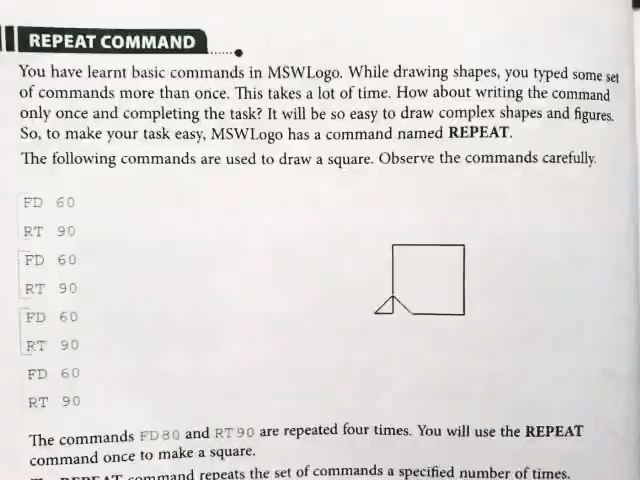 REPEAT COMMAND
You have learnt basic commands in MSWLogo. While drawing shapes, you typed some set
of commands more than once. This takes a lot of time. How about writing the command
only once and completing the task? It will be so easy to draw complex shapes and figures.
So, to make your task easy, MSWLogo has a command named REPEAT.
The following commands are used to draw a square. Observe the commands carefully.
FD 60
RT 90
FD 60
RT 90
FD 60
RT 90
FD 60
RT 90
The commands FD80 and RT90 are repeated four times. You will use the REPEAT
command once to make a square.
REPEAT command repeats the set of commands a specified number of times.